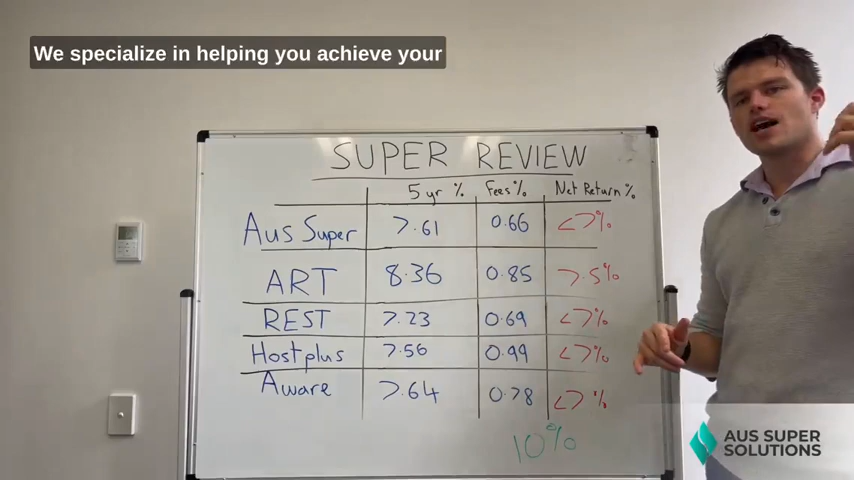 We specialize in helping you achieve your
SUPER REVIEW
5 yr % Fees % Net Return %
Aus Super 7.61 0.66 <7%
ART 8.36 0.85 7.5%
REST 7.23 0.69 <7%
Hostplus 7.56 0.99 <7%
Aware 7.64 0.78 <7%
10%
AUS SUPER
SOLUTIONS